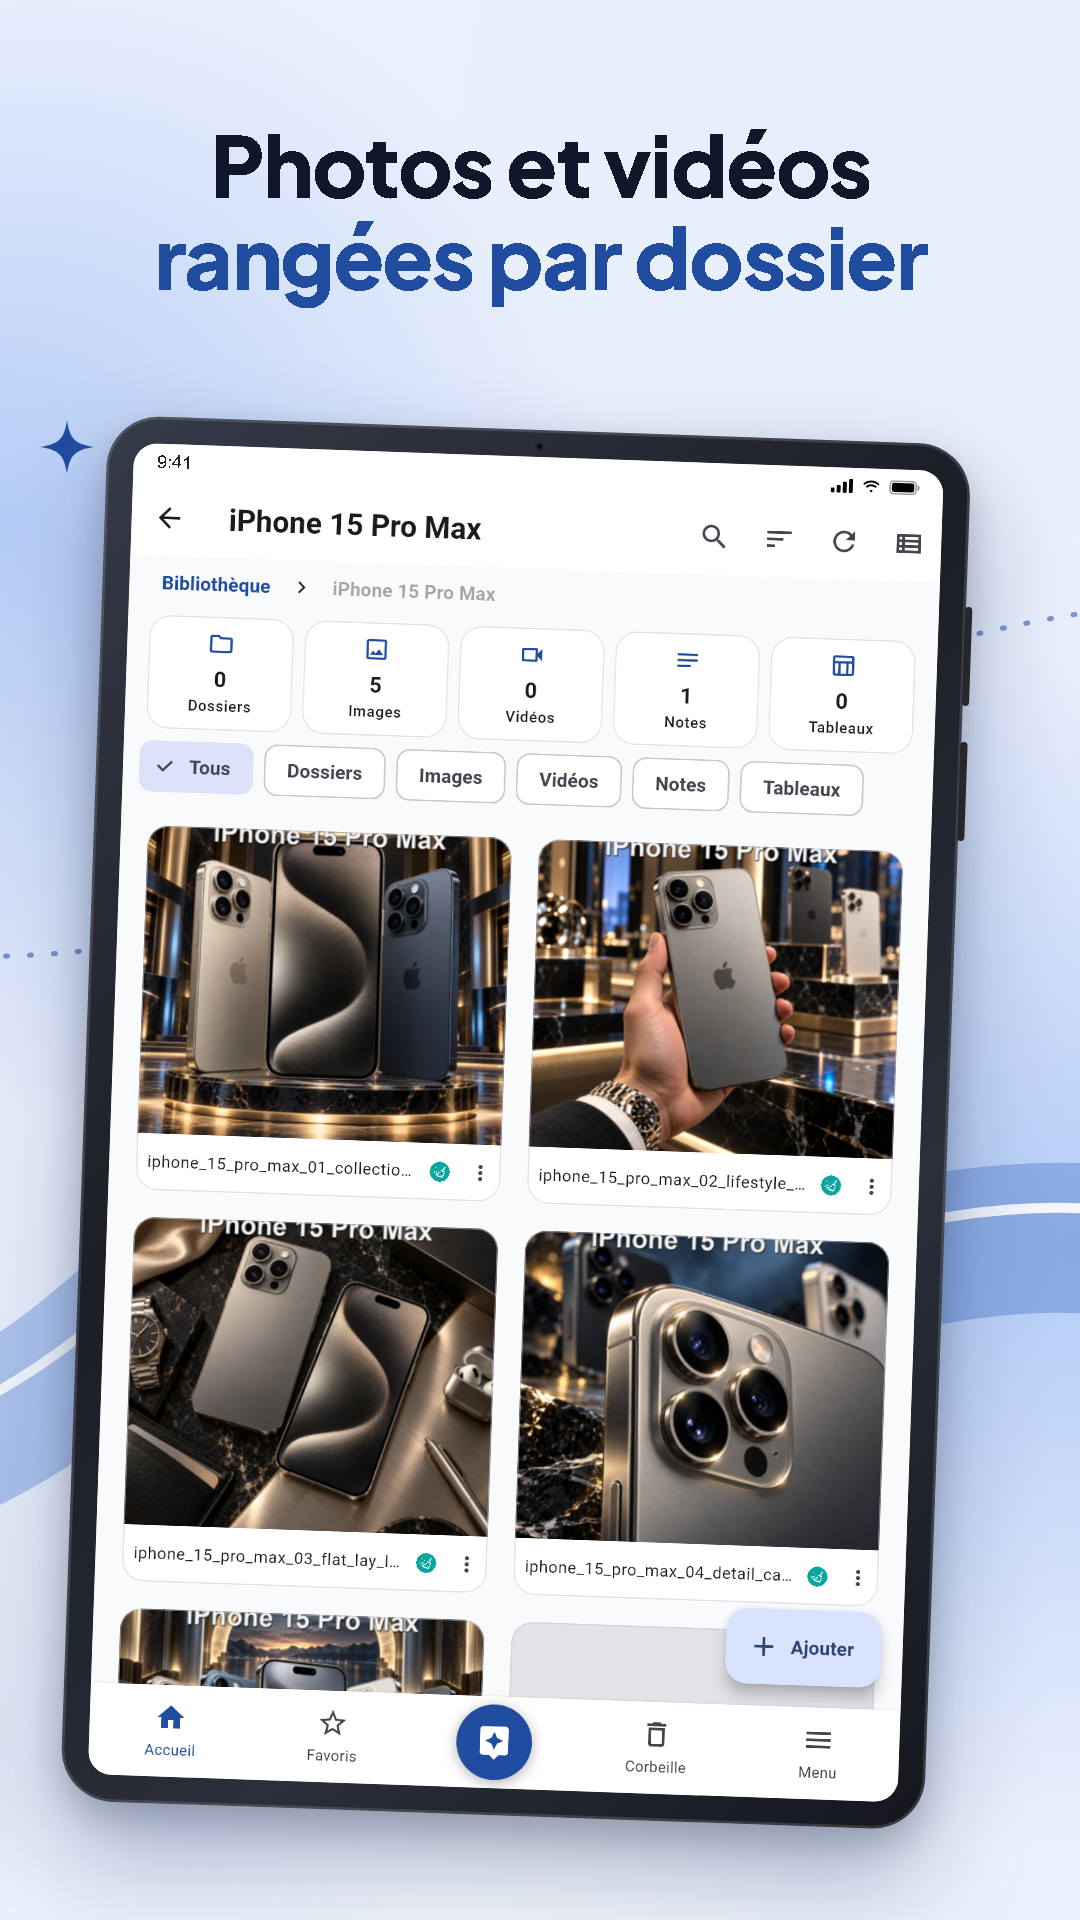 Photos et vidéos
rangées par dossier
9:41
iPhone 15 Pro Max
Bibliothèque > iPhone 15 Pro Max
0 5 0 1 0
Dossiers Images Vidéos Notes Tableaux
Tous Dossiers Images Vidéos Notes Tableaux
iPhone 15 Pro Max
iPhone 15 Pro Max
iphone_15_pro_max_01_collectio...
iphone_15_pro_max_02_lifestyle_...
iPhone 15 Pro Max
iPhone 15 Pro Max
iphone_15_pro_max_03_flat_lay_l...
iphone_15_pro_max_04_detail_ca...
iPhone 15 Pro Max
Ajouter
Accueil Favoris Corbeille Menu